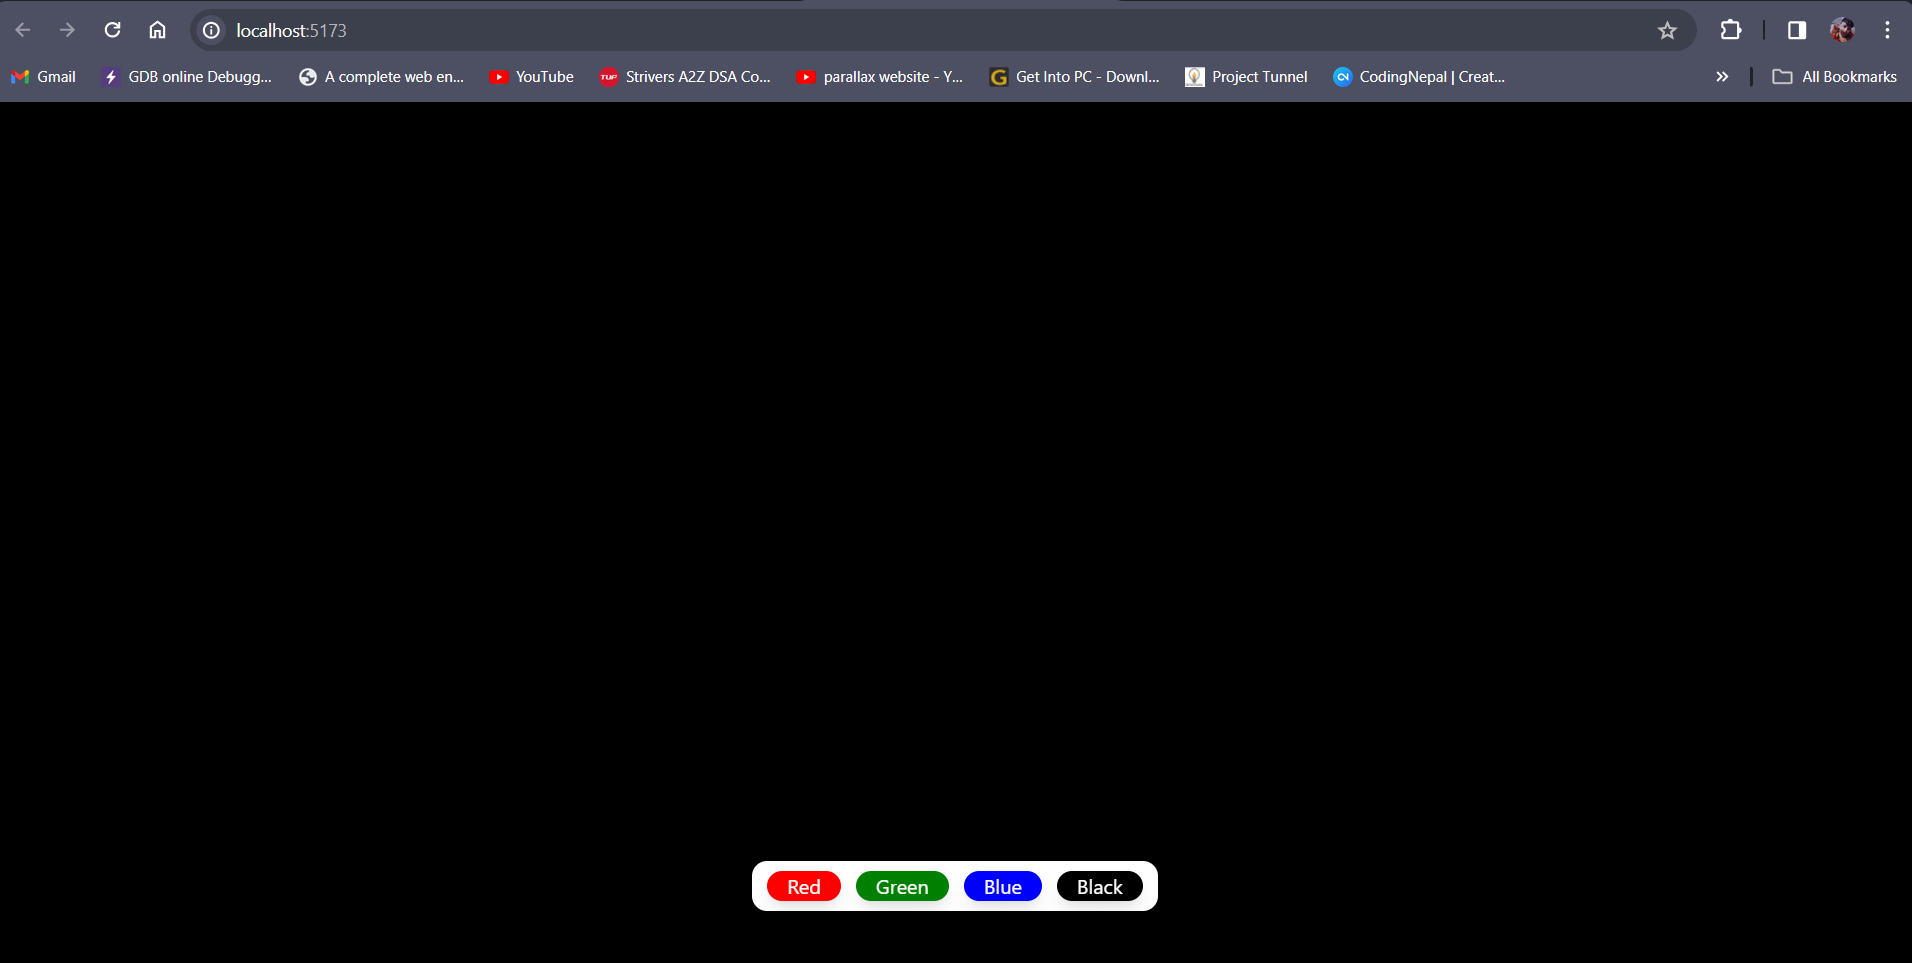 localhost:5173
Gmail GDB online Debugg... A complete web en... YouTube TUF Strivers A2Z DSA Co... parallax website - Y... Get Into PC - Downl... Project Tunnel CodingNepal | Creat... All Bookmarks
Red Green Blue Black